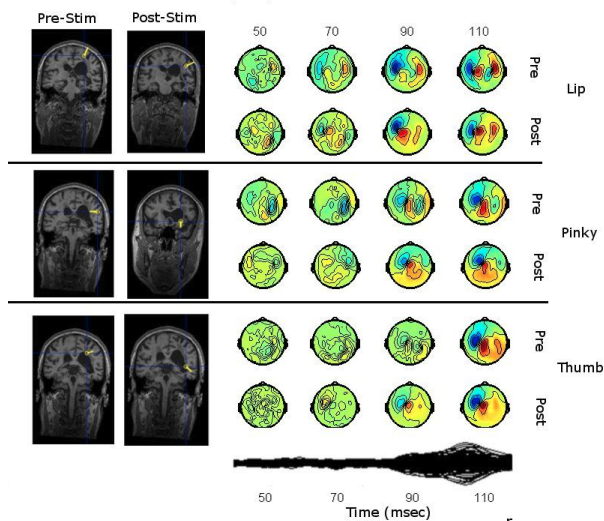 Pre-Stim Post-Stim
50 70 90 110
Pre
Lip
Post
Pre
Pinky
Post
Pre
Thumb
Post
50 70 90 110
Time (msec)